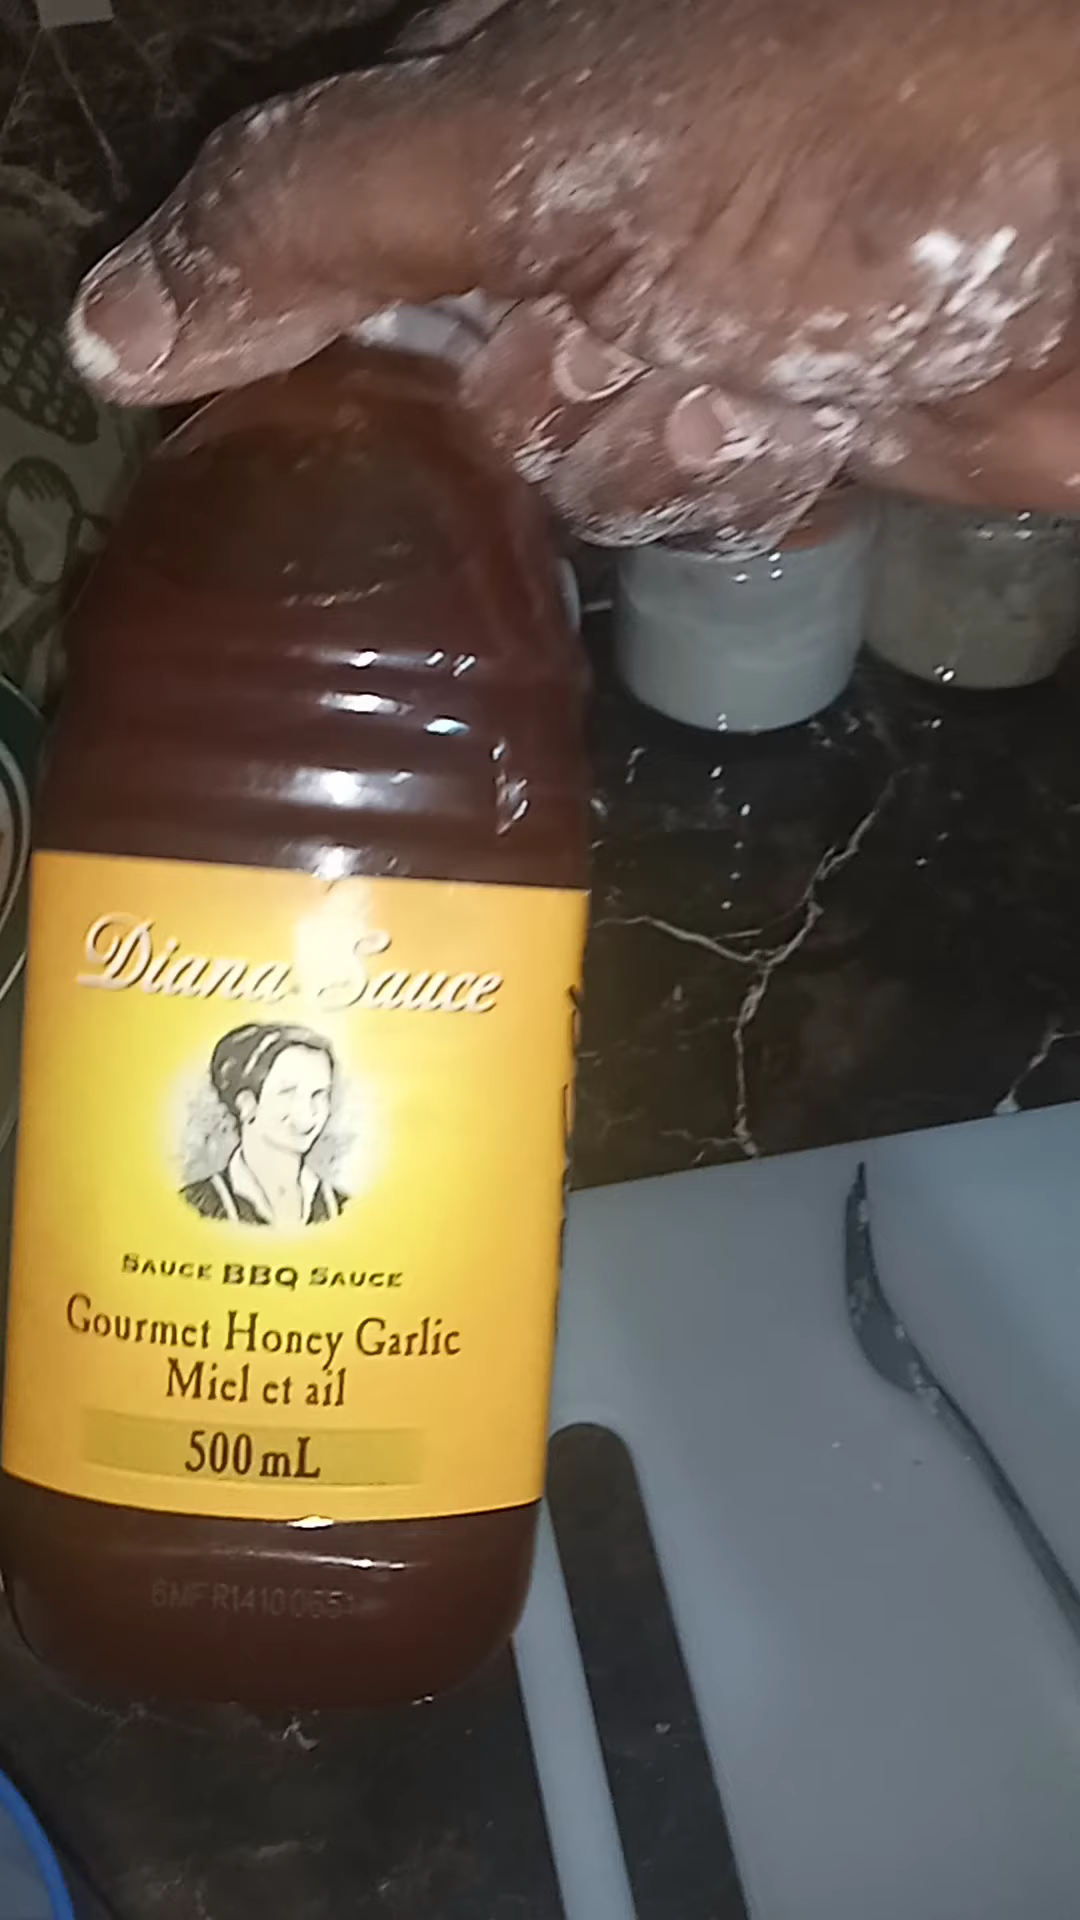 Diana Sauce
SAUCE BBQ SAUCE
Gourmet Honey Garlic
Miel et ail
500 mL